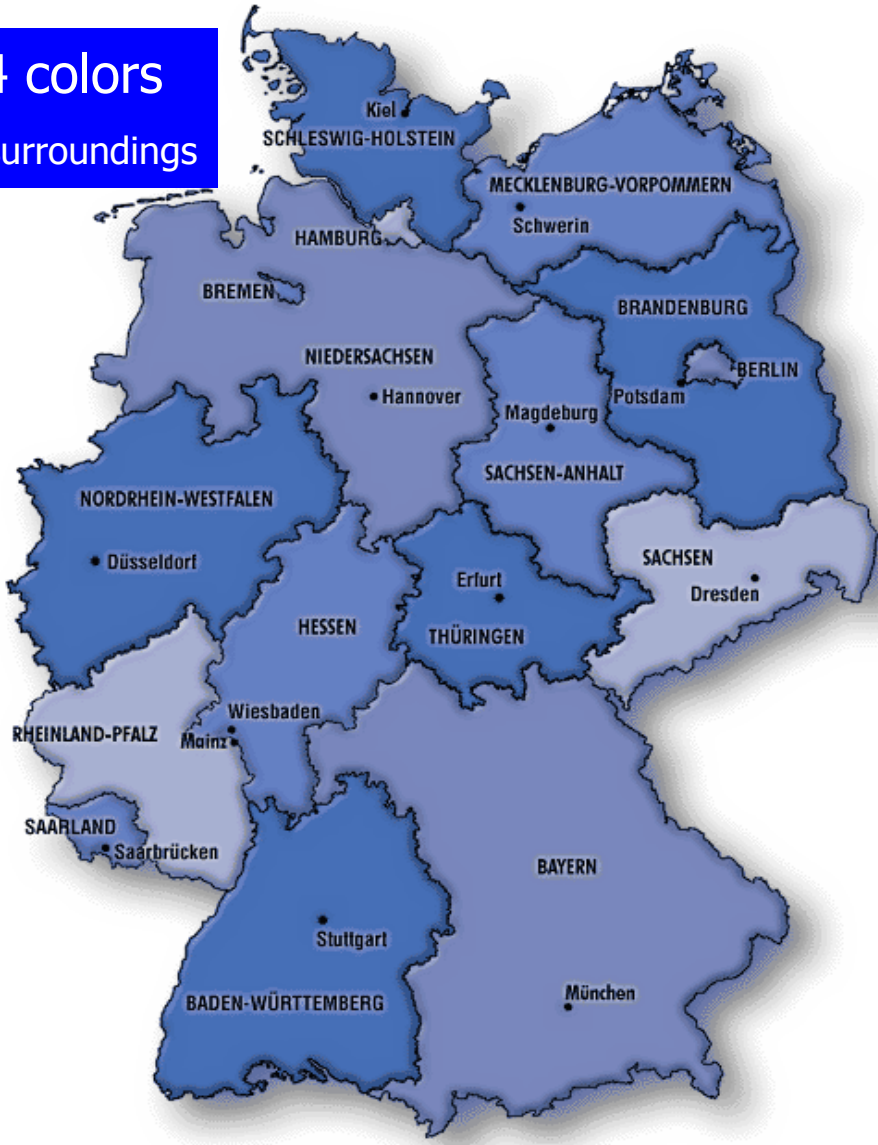 4 colors
urroundings
Kiel
SCHLESWIG-HOLSTEIN
MECKLENBURG-VORPOMMERN
Schwerin
HAMBURG
BREMEN
BRANDENBURG
NIEDERSACHSEN
BERLIN
Hannover
Potsdam
Magdeburg
SACHSEN-ANHALT
NORDRHEIN-WESTFALEN
SACHSEN
Düsseldorf
Erfurt
Dresden
HESSEN
THÜRINGEN
Wiesbaden
RHEINLAND-PFALZ
Mainz
SAARLAND
Saarbrücken
BAYERN
Stuttgart
München
BADEN-WÜRTTEMBERG